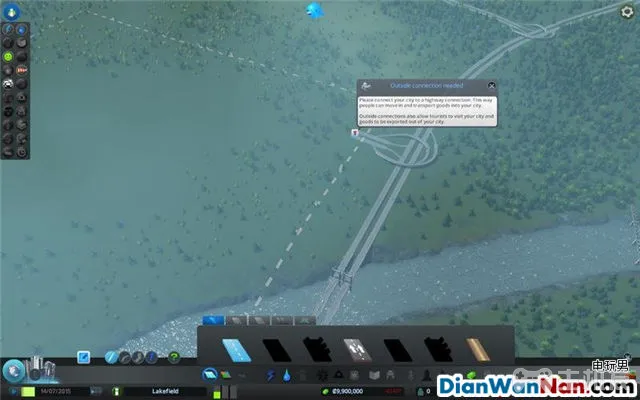 Outside connection needed
Please connect your city to a highway connection. This way
people can move in and transport goods into your city.
Outside connections also allow tourists to visit your city and
goods to be exported out of your city.
14/07/2015
Lakefield
₡9,900,000
0
电玩男
DianWanNan.com